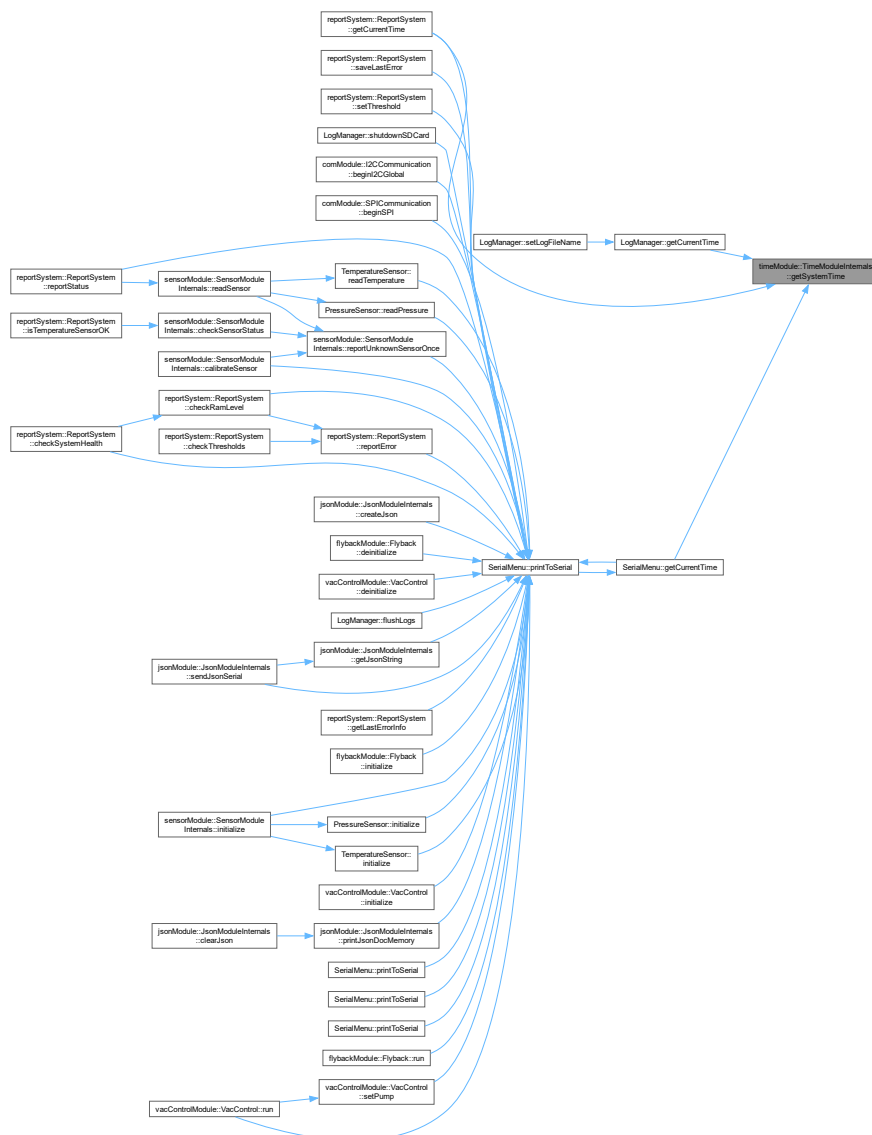 reportSystem::ReportSystem
::getCurrentTime
reportSystem::ReportSystem
::saveLastError
reportSystem::ReportSystem
::setThreshold
LogManager::shutdownSDCard
comModule::I2CCommunication
::beginI2CGlobal
comModule::SPICommunication
::beginSPI
LogManager::setLogFileName
LogManager::getCurrentTime
timeModule::TimeModuleInternals
::getSystemTime
reportSystem::ReportSystem
::reportStatus
sensorModule::SensorModule
Internals::readSensor
TemperatureSensor::
readTemperature
PressureSensor::readPressure
reportSystem::ReportSystem
::isTemperatureSensorOK
sensorModule::SensorModule
Internals::checkSensorStatus
sensorModule::SensorModule
Internals::reportUnknownSensorOnce
sensorModule::SensorModule
Internals::calibrateSensor
reportSystem::ReportSystem
::checkRamLevel
reportSystem::ReportSystem
::checkSystemHealth
reportSystem::ReportSystem
::checkThresholds
reportSystem::ReportSystem
::reportError
jsonModule::JsonModuleInternals
::createJson
flybackModule::Flyback
::deinitialize
SerialMenu::printToSerial
SerialMenu::getCurrentTime
vacControlModule::VacControl
::deinitialize
LogManager::flushLogs
jsonModule::JsonModuleInternals
::getJsonString
jsonModule::JsonModuleInternals
::sendJsonSerial
reportSystem::ReportSystem
::getLastErrorInfo
flybackModule::Flyback
::initialize
sensorModule::SensorModule
Internals::initialize
PressureSensor::initialize
TemperatureSensor::
initialize
vacControlModule::VacControl
::initialize
jsonModule::JsonModuleInternals
::clearJson
jsonModule::JsonModuleInternals
::printJsonDocMemory
SerialMenu::printToSerial
SerialMenu::printToSerial
SerialMenu::printToSerial
flybackModule::Flyback::run
vacControlModule::VacControl
::setPump
vacControlModule::VacControl::run